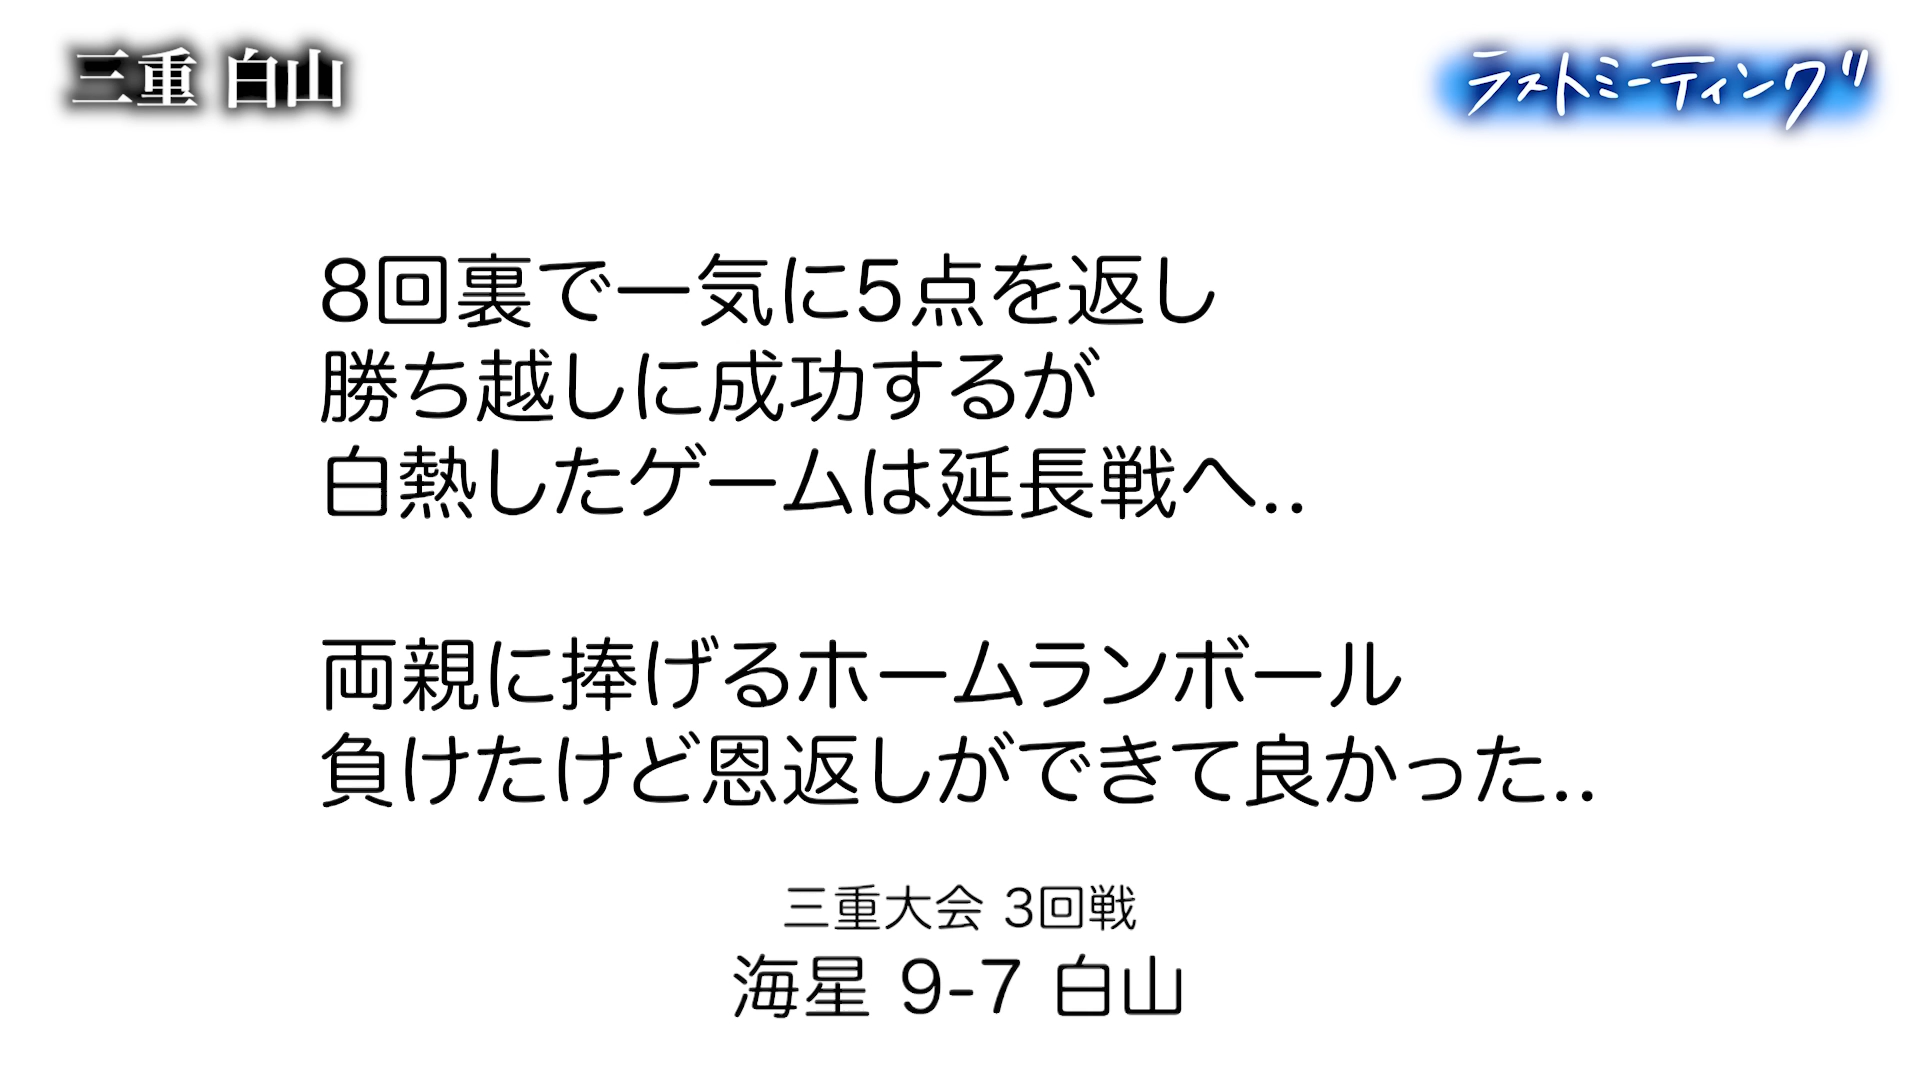 三重 白山
ラストミーティング
8回裏で一気に5点を返し
勝ち越しに成功するが
白熱したゲームは延長戦へ..
両親に捧げるホームランボール
負けたけど恩返しができて良かった..
三重大会 3回戦
海星 9-7 白山